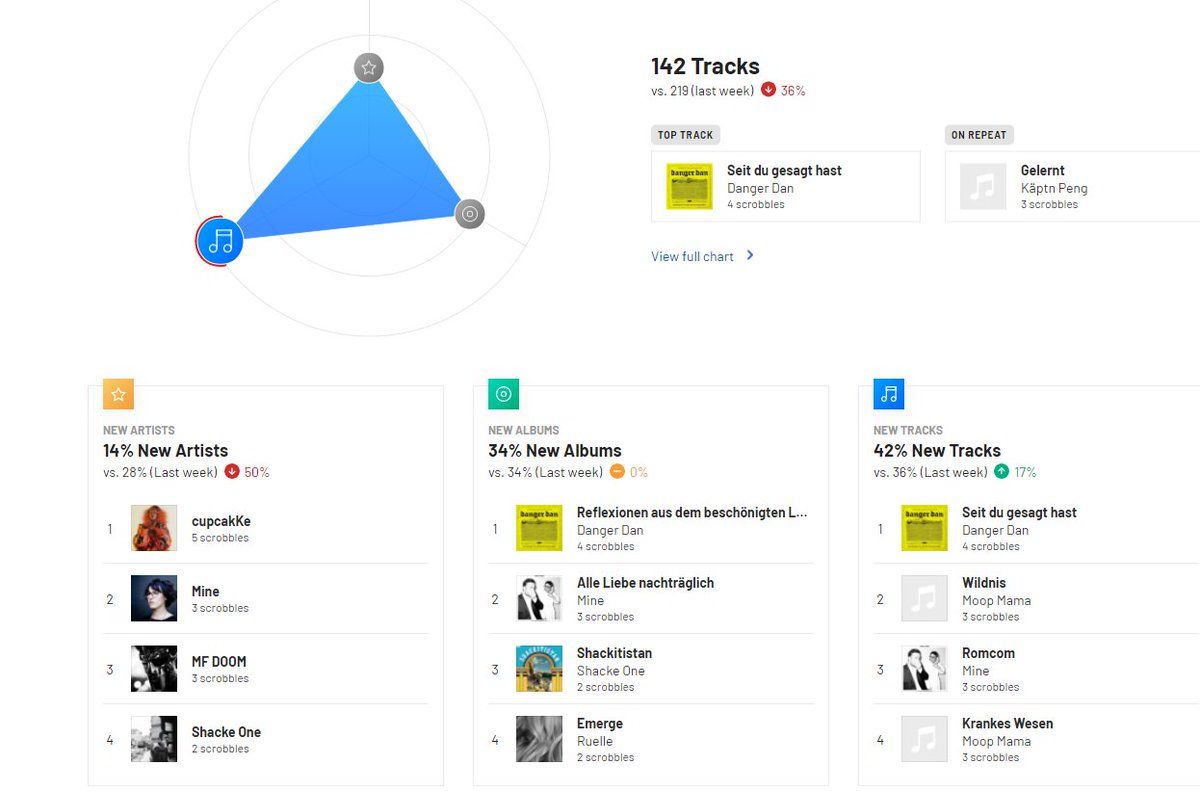 142 Tracks
vs. 219 (last week) 36%
TOP TRACK
Seit du gesagt hast
Danger Dan
4 scrobbles
ON REPEAT
Gelernt
Käptn Peng
3 scrobbles
View full chart
NEW ARTISTS
14% New Artists
vs. 28% (Last week) 50%
1
cupcakKe
5 scrobbles
2
Mine
3 scrobbles
3
MF DOOM
3 scrobbles
4
Shacke One
2 scrobbles
NEW ALBUMS
34% New Albums
vs. 34% (Last week) 0%
1
danger dan
Reflexionen aus dem beschönigten L...
Danger Dan
4 scrobbles
2
Alle Liebe nachträglich
Mine
3 scrobbles
3
Shackitistan
Shacke One
2 scrobbles
4
Emerge
Ruelle
2 scrobbles
NEW TRACKS
42% New Tracks
vs. 36% (Last week) 17%
1
danger dan
Seit du gesagt hast
Danger Dan
4 scrobbles
2
Wildnis
Moop Mama
3 scrobbles
3
Romcom
Mine
3 scrobbles
4
Krankes Wesen
Moop Mama
3 scrobbles